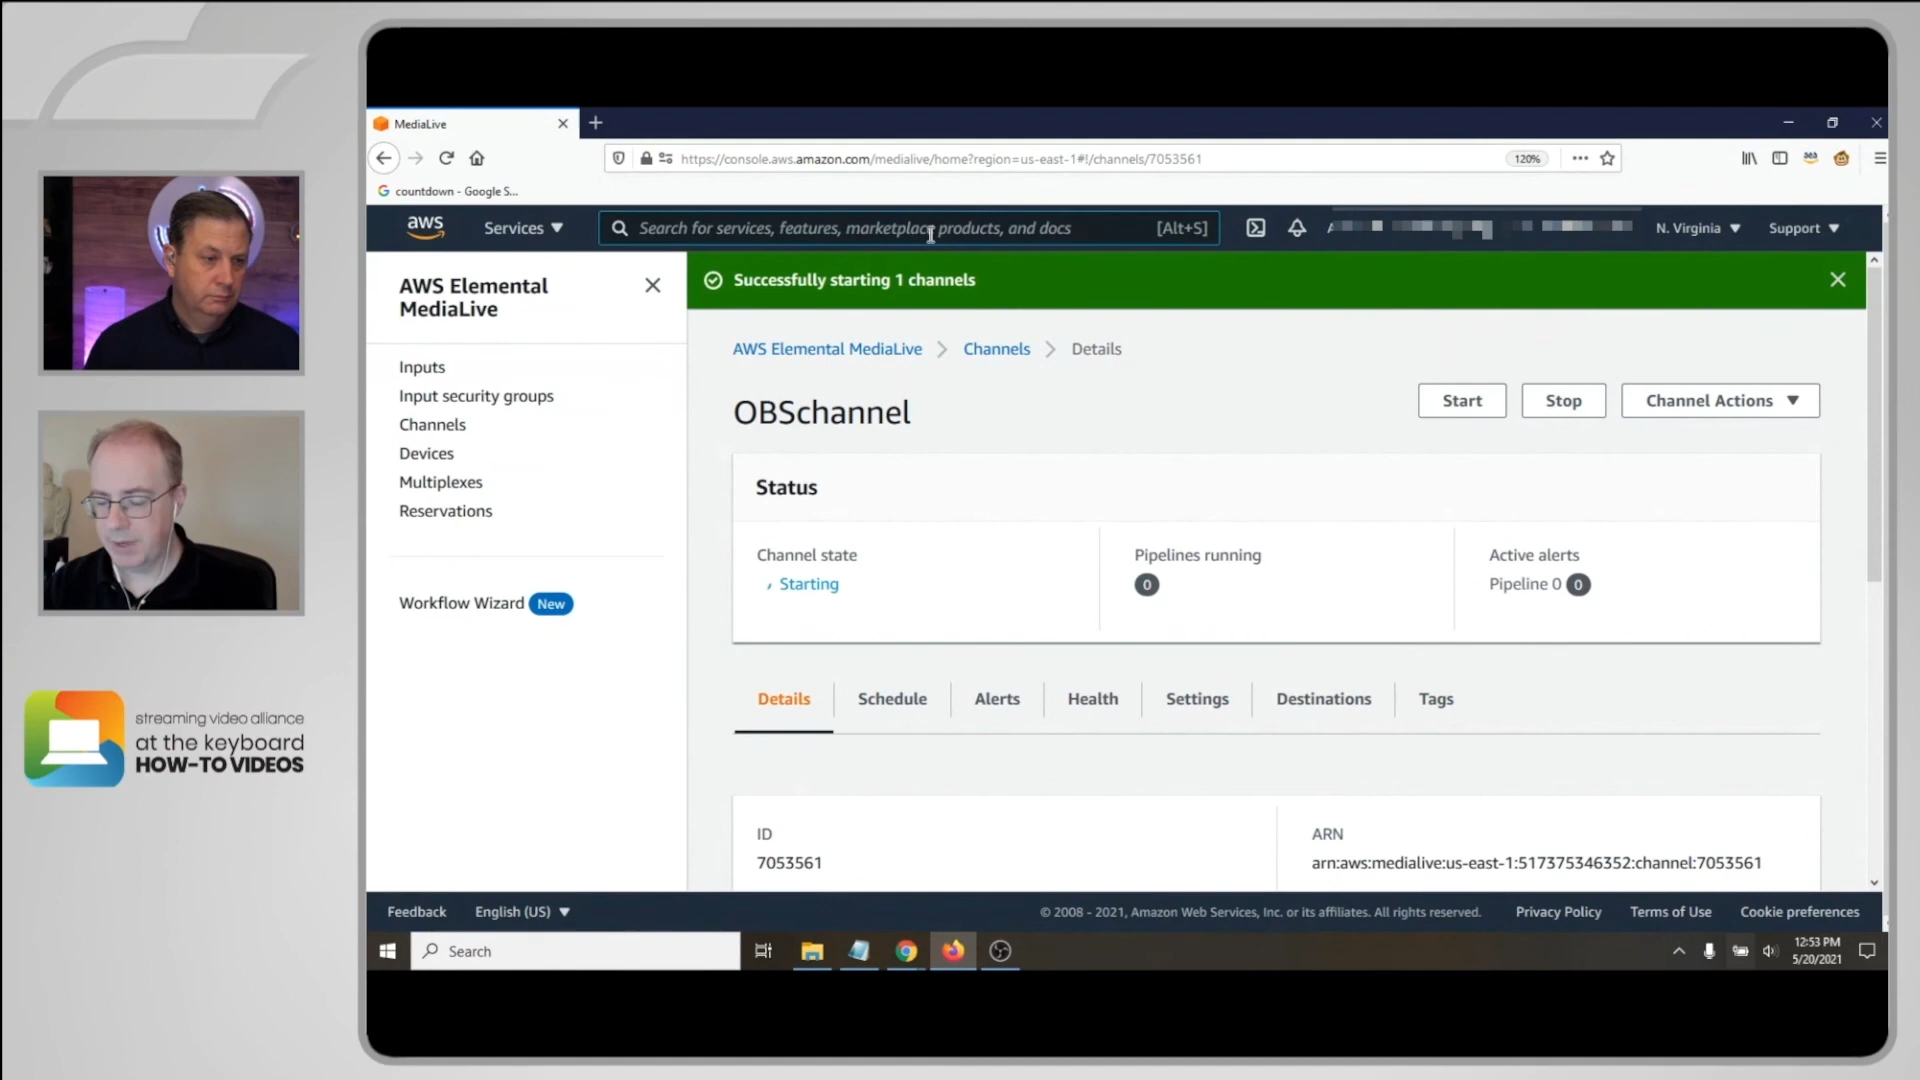 MediaLive
https://console.aws.amazon.com/medialive/home?region=us-east-1#!/channels/7053561
120%
countdown - Google S...
aws
Services
Search for services, features, marketplace products, and docs
[Alt+S]
N. Virginia
Support
AWS Elemental
MediaLive
Inputs
Input security groups
Channels
Devices
Multiplexes
Reservations
Workflow Wizard New
Successfully starting 1 channels
AWS Elemental MediaLive > Channels > Details
OBSchannel
Start
Stop
Channel Actions
Status
Channel state
Starting
Pipelines running
0
Active alerts
Pipeline 0 0
Details
Schedule
Alerts
Health
Settings
Destinations
Tags
ID
7053561
ARN
arn:aws:medialive:us-east-1:517375346352:channel:7053561
Feedback
English (US)
© 2008 - 2021, Amazon Web Services, Inc. or its affiliates. All rights reserved.
Privacy Policy
Terms of Use
Cookie preferences
Search
12:53 PM
5/20/2021
streaming video alliance
at the keyboard
HOW-TO VIDEOS